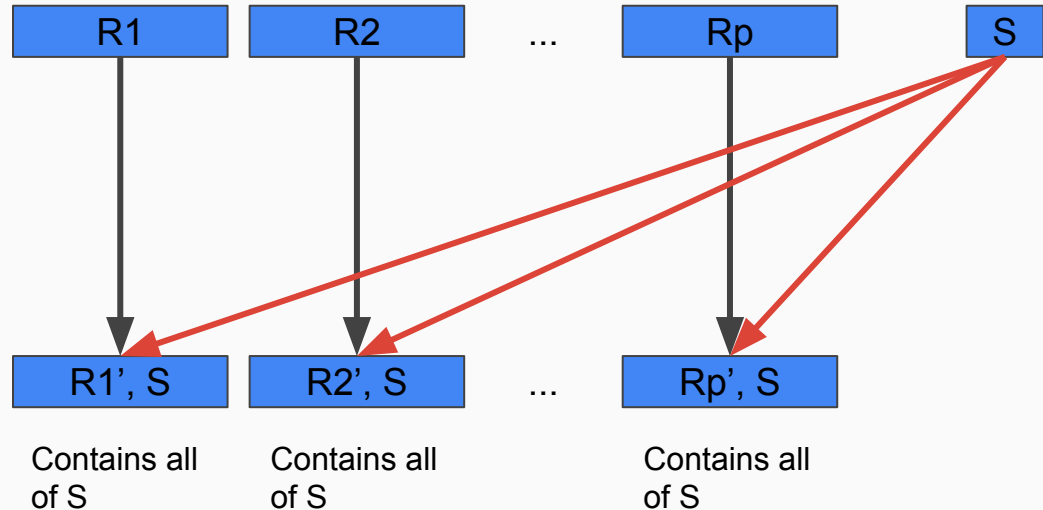 R1 R2 ... Rp S
R1’, S R2’, S ... Rp’, S
Contains all
of S
Contains all
of S
Contains all
of S